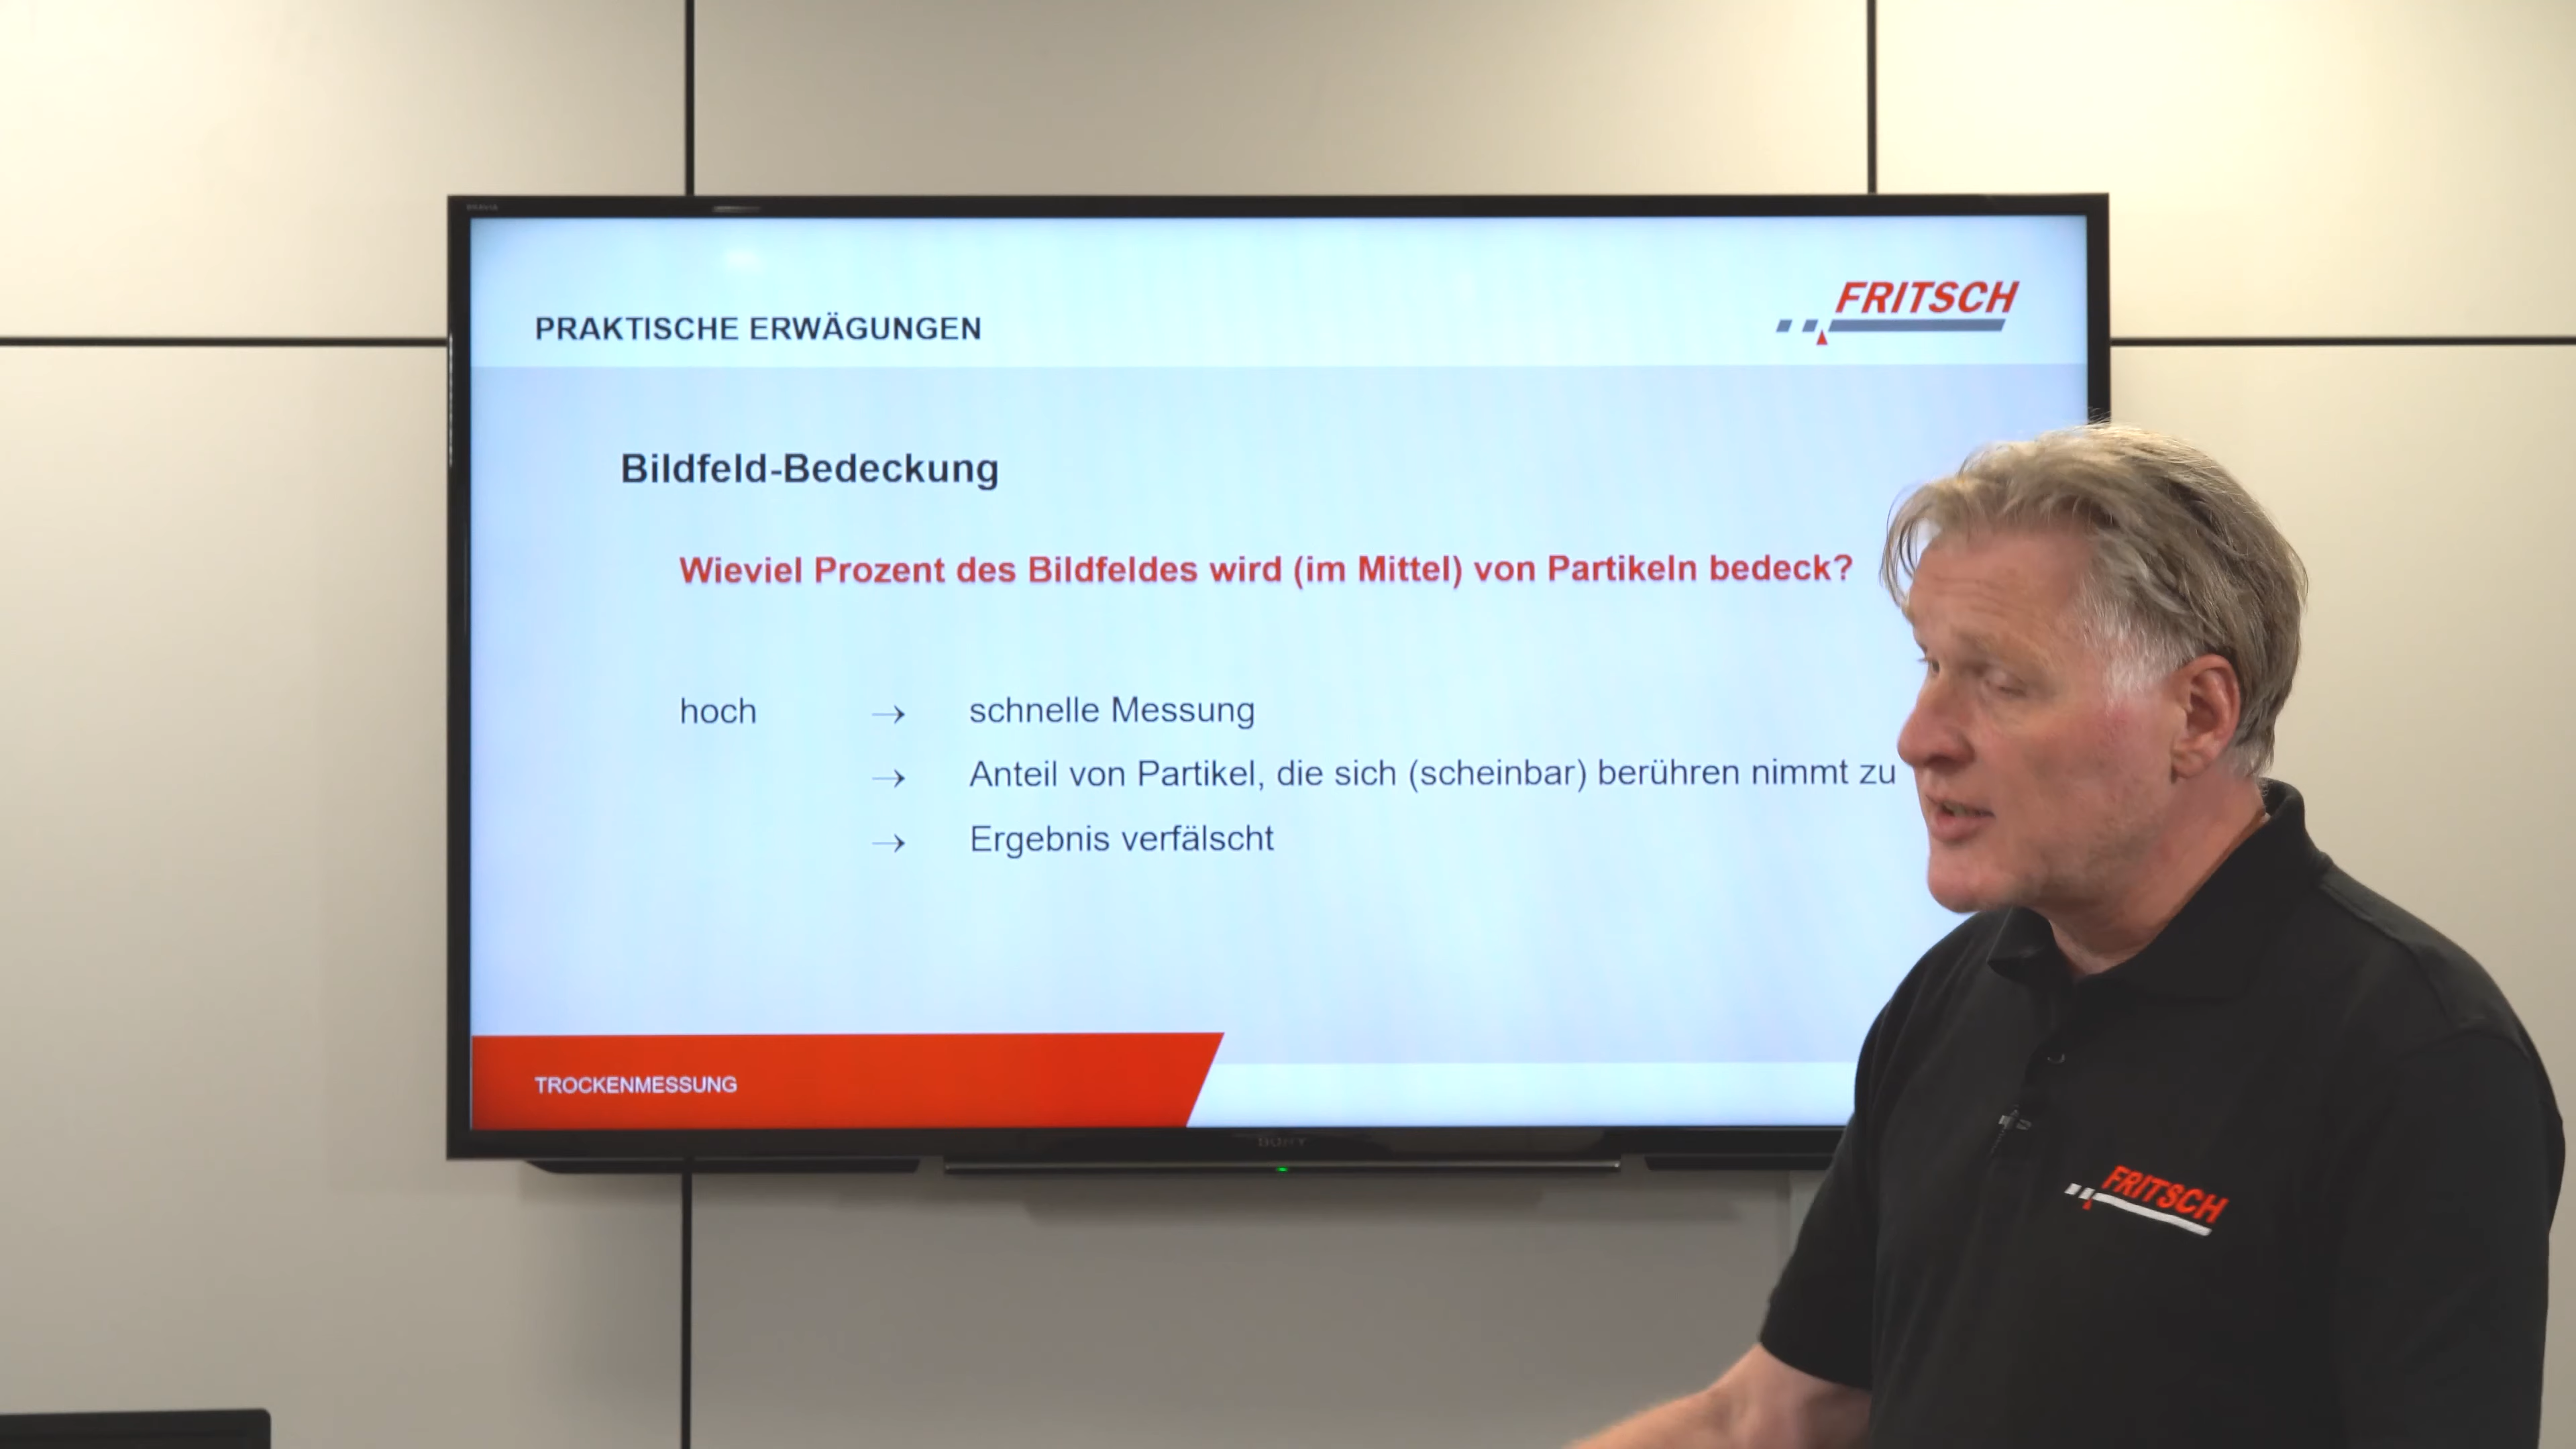 BRAVIA
FRITSCH
PRAKTISCHE ERWÄGUNGEN
Bildfeld-Bedeckung
Wieviel Prozent des Bildfeldes wird (im Mittel) von Partikeln bedeck?
hoch → schnelle Messung
→ Anteil von Partikel, die sich (scheinbar) berühren nimmt zu
→ Ergebnis verfälscht
TROCKENMESSUNG
SONY
FRITSCH